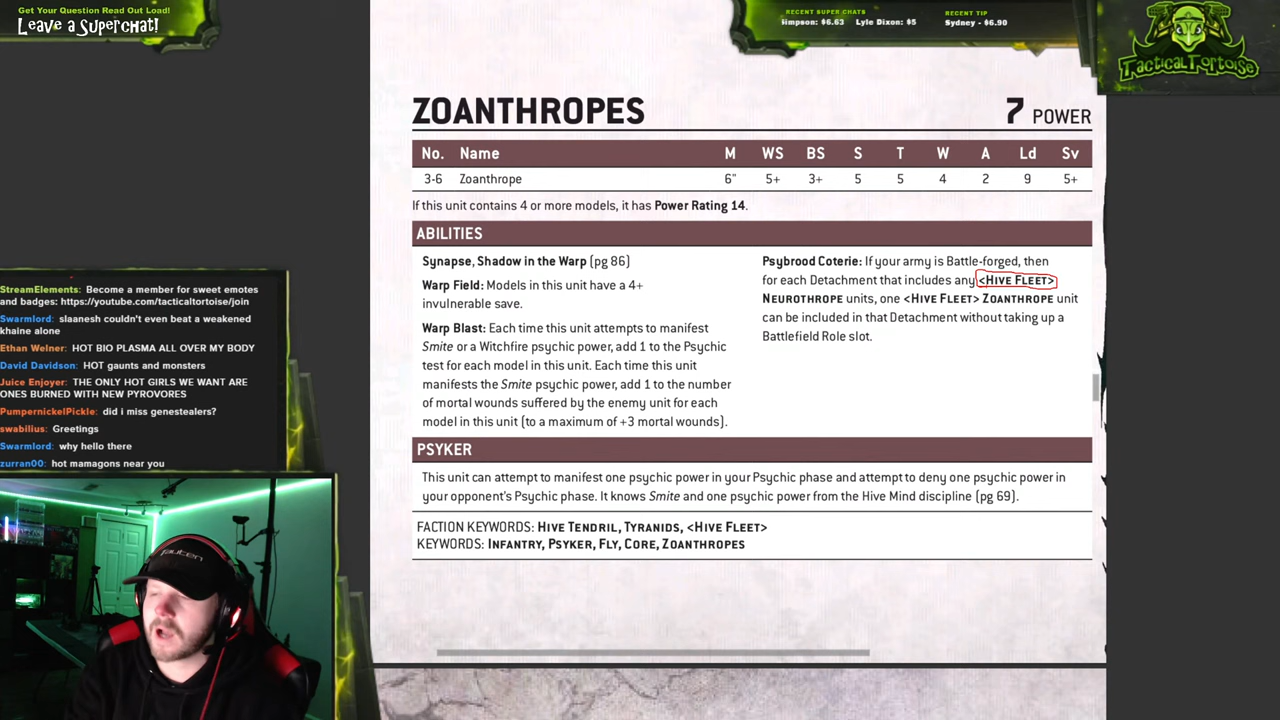 Get Your Question Read Out Loud!
Leave a Superchat!
RECENT SUPER CHATS
Timpson: $6.63 Lyle Dixon: $5
RECENT TIP
Sydney - $6.90
TACTICALTORTOISE
ZOANTHROPES
7 POWER
No. Name M WS BS S T W A Ld Sv
3-6 Zoanthrope 6" 5+ 3+ 5 5 4 2 9 5+
If this unit contains 4 or more models, it has Power Rating 14.
ABILITIES
Synapse, Shadow in the Warp (pg 86)
Warp Field: Models in this unit have a 4+
invulnerable save.
Warp Blast: Each time this unit attempts to manifest
Smite or a Witchfire psychic power, add 1 to the Psychic
test for each model in this unit. Each time this unit
manifests the Smite psychic power, add 1 to the number
of mortal wounds suffered by the enemy unit for each
model in this unit (to a maximum of +3 mortal wounds).
Psybrood Coterie: If your army is Battle-forged, then
for each Detachment that includes any <HIVE FLEET>
NEUROTHROPE units, one <HIVE FLEET> ZOANTHROPE unit
can be included in that Detachment without taking up a
Battlefield Role slot.
PSYKER
This unit can attempt to manifest one psychic power in your Psychic phase and attempt to deny one psychic power in
your opponent's Psychic phase. It knows Smite and one psychic power from the Hive Mind discipline (pg 69).
FACTION KEYWORDS: HIVE TENDRIL, TYRANIDS, <HIVE FLEET>
KEYWORDS: INFANTRY, PSYKER, FLY, CORE, ZOANTHROPES
StreamElements: Become a member for sweet emotes
and badges: https://youtube.com/tacticaltortoise/join
Swarmlord: slaanesh couldn't even beat a weakened
khaine alone
Ethan Welner: HOT BIO PLASMA ALL OVER MY BODY
David Davidson: HOT gaunts and monsters
Juice Enjoyer: THE ONLY HOT GIRLS WE WANT ARE
ONES BURNED WITH NEW PYROVORES
PumpernickelPickle: did i miss genestealers?
swabilius: Greetings
Swarmlord: why hello there
zurran00: hot mamagons near you